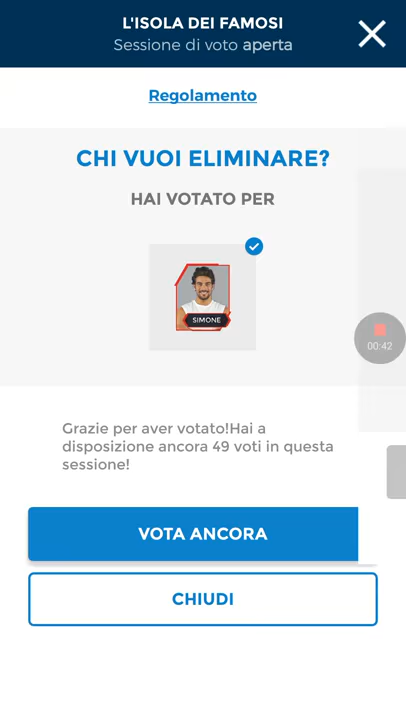 L'ISOLA DEI FAMOSI
Sessione di voto aperta
Regolamento
CHI VUOI ELIMINARE?
HAI VOTATO PER
SIMONE
00:42
Grazie per aver votato!Hai a
disposizione ancora 49 voti in questa
sessione!
VOTA ANCORA
CHIUDI